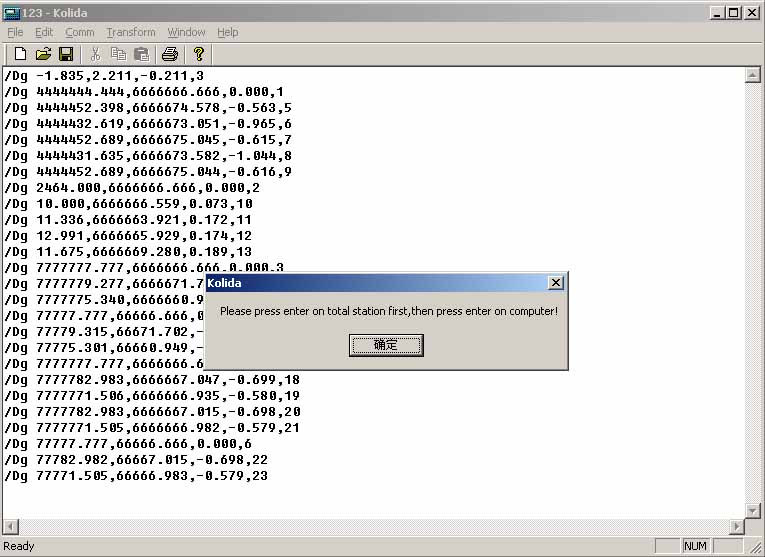 123 - Kolida
File Edit Comm Transform Window Help
/Dg -1.835,2.211,-0.211,3
/Dg 4444444.444,6666666.666,0.000,1
/Dg 4444452.398,6666674.578,-0.563,5
/Dg 4444432.619,6666673.051,-0.965,6
/Dg 4444452.689,6666675.045,-0.615,7
/Dg 4444431.635,6666673.582,-1.044,8
/Dg 4444452.689,6666675.044,-0.616,9
/Dg 2464.000,6666666.666,0.000,2
/Dg 10.000,6666666.559,0.073,10
/Dg 11.336,6666663.921,0.172,11
/Dg 12.991,6666665.929,0.174,12
/Dg 11.675,6666669.280,0.189,13
/Dg 7777777.777,6666666.666,0.000,3
/Dg 7777779.277,6666671.7
/Dg 7777775.340,6666660.9
/Dg 77777.777,66666.666,0
/Dg 77779.315,66671.702,-
/Dg 77775.301,66660.949,-
/Dg 7777777.777,6666666.6
/Dg 7777782.983,6666667.047,-0.699,18
/Dg 7777771.506,6666666.935,-0.580,19
/Dg 7777782.983,6666667.015,-0.698,20
/Dg 7777771.505,6666666.982,-0.579,21
/Dg 77777.777,66666.666,0.000,6
/Dg 77782.982,66667.015,-0.698,22
/Dg 77771.505,66666.983,-0.579,23
Kolida
Please press enter on total station first,then press enter on computer!
确定
Ready NUM